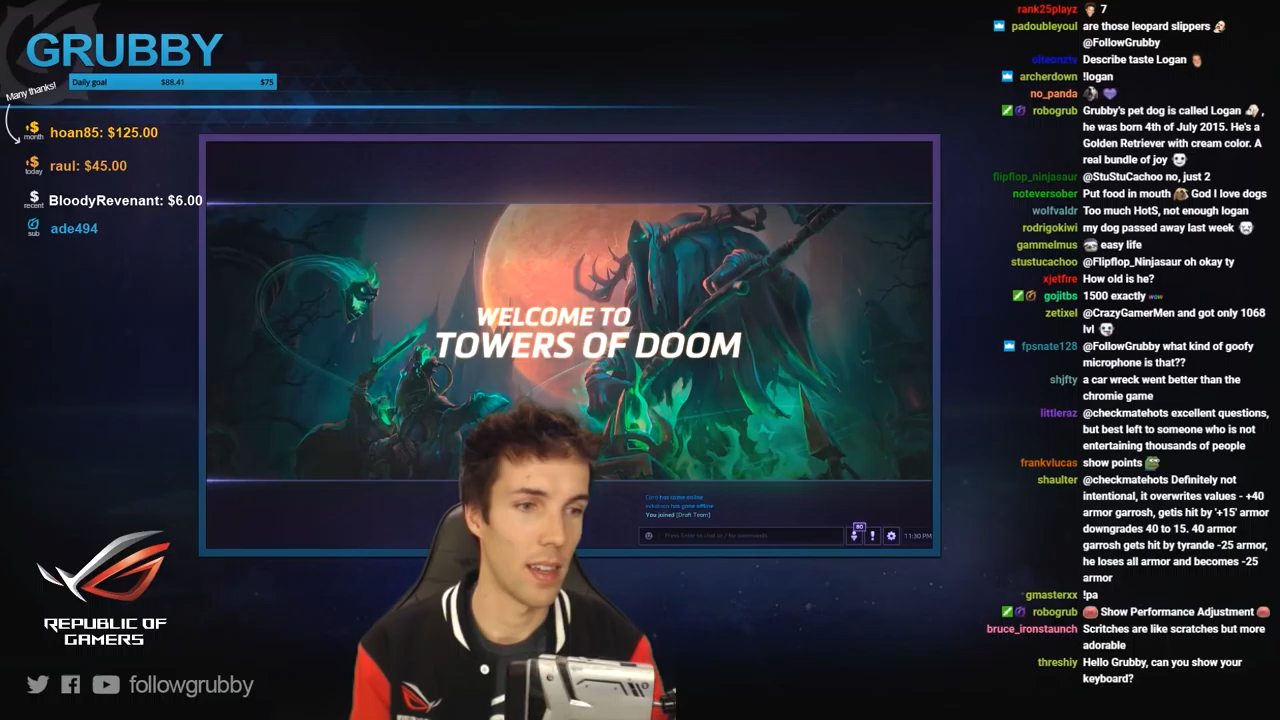 GRUBBY
Daily goal $88.41 $75
Many thanks!
$ month hoan85: $125.00
$ today raul: $45.00
$ recent BloodyRevenant: $6.00
sub ade494
WELCOME TO
TOWERS OF DOOM
You joined [Draft Team]
Press Enter to chat or / for commands
80
11:30 PM
REPUBLIC OF
GAMERS
followgrubby
rank25playz 7
padoubleyoul are those leopard slippers
@FollowGrubby
Describe taste Logan
archerdown !logan
no_panda
robogrub Grubby's pet dog is called Logan ,
he was born 4th of July 2015. He's a
Golden Retriever with cream color. A
real bundle of joy
flipflop_ninjasaur @StuStuCachoo no, just 2
noteversober Put food in mouth God I love dogs
wolfvaldr Too much HotS, not enough logan
rodrigokiwi my dog passed away last week
gammelmus easy life
stustucachoo @Flipflop_Ninjasaur oh okay ty
xjetfire How old is he?
gojitbs 1500 exactly
zetixel @CrazyGamerMen and got only 1068
lvl
fpsnate128 @FollowGrubby what kind of goofy
microphone is that??
shjfty a car wreck went better than the
chromie game
littleraz @checkmatehots excellent questions,
but best left to someone who is not
entertaining thousands of people
frankvlucas show points
shaulter @checkmatehots Definitely not
intentional, it overwrites values - +40
armor garrosh, getis hit by '+15' armor
downgrades 40 to 15. 40 armor
garrosh gets hit by tyrande -25 armor,
he loses all armor and becomes -25
armor
gmasterxx !pa
robogrub Show Performance Adjustment
bruce_ironstaunch Scritches are like scratches but more
adorable
threshiy Hello Grubby, can you show your
keyboard?